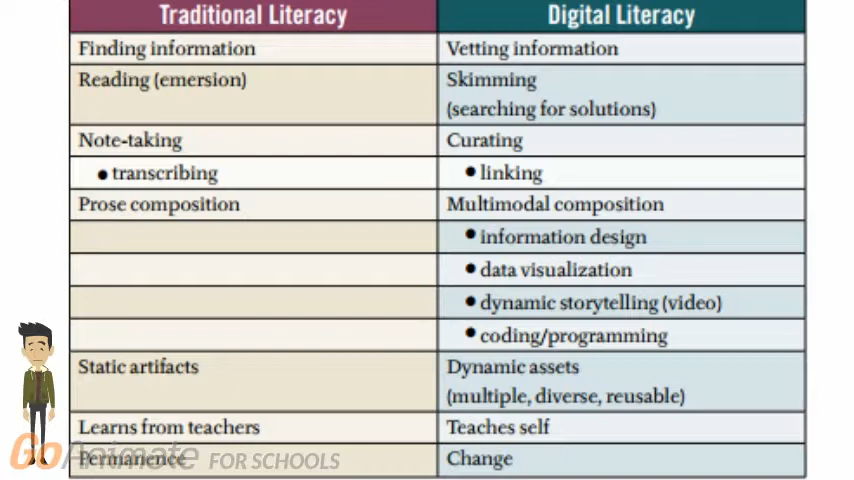 Traditional Literacy Digital Literacy
Finding information Vetting information
Reading (emersion) Skimming
(searching for solutions)
Note-taking Curating
• transcribing • linking
Prose composition Multimodal composition
• information design
• data visualization
• dynamic storytelling (video)
• coding/programming
Static artifacts Dynamic assets
(multiple, diverse, reusable)
Learns from teachers Teaches self
Permanence Change
GoAnimate FOR SCHOOLS